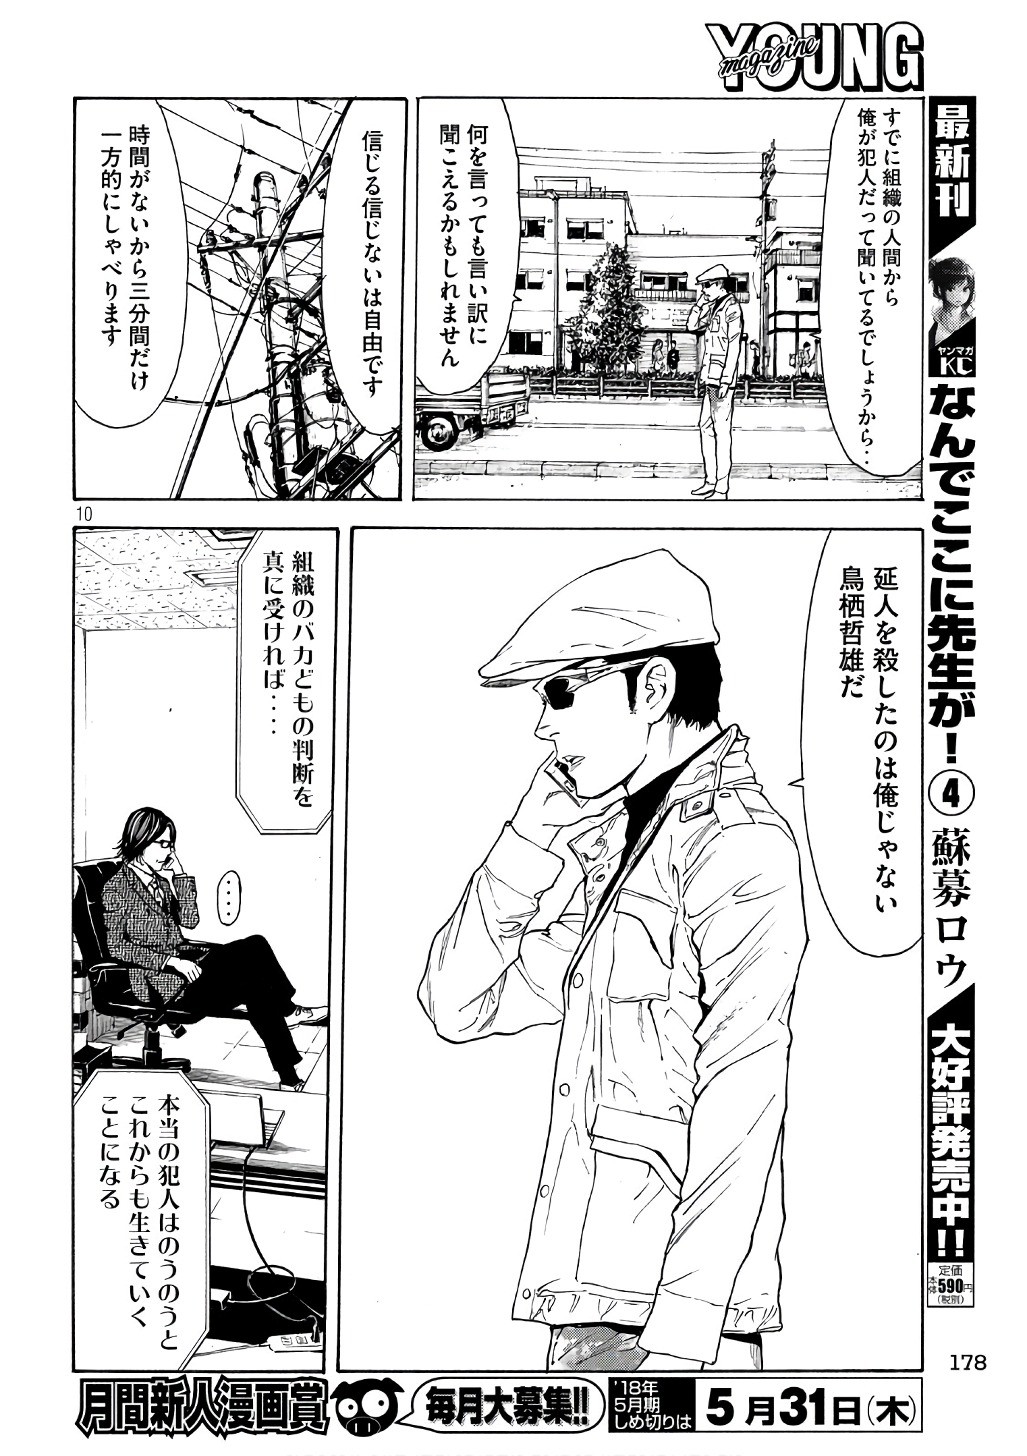 YOUNG
magazine
すでに組織の人間から
俺が犯人だって聞いてるでしょうから‥
何を言っても言い訳に
聞こえるかもしれません
信じる信じないは自由です
時間がないから三分間だけ
一方的にしゃべります
10
延人を殺したのは俺じゃない
鳥栖哲雄だ
組織のバカどもの判断を
真に受ければ‥‥
‥‥
本当の犯人はのうのうと
これからも生きていく
ことになる
最新刊
ヤンマガ
KC
なんでここに先生が!④
蘇募ロウ
大好評発売中!!
定価
本体590円
(税別)
178
月間新人漫画賞
毎月大募集!!
'18年
5月期
しめ切りは
5月31日(木)